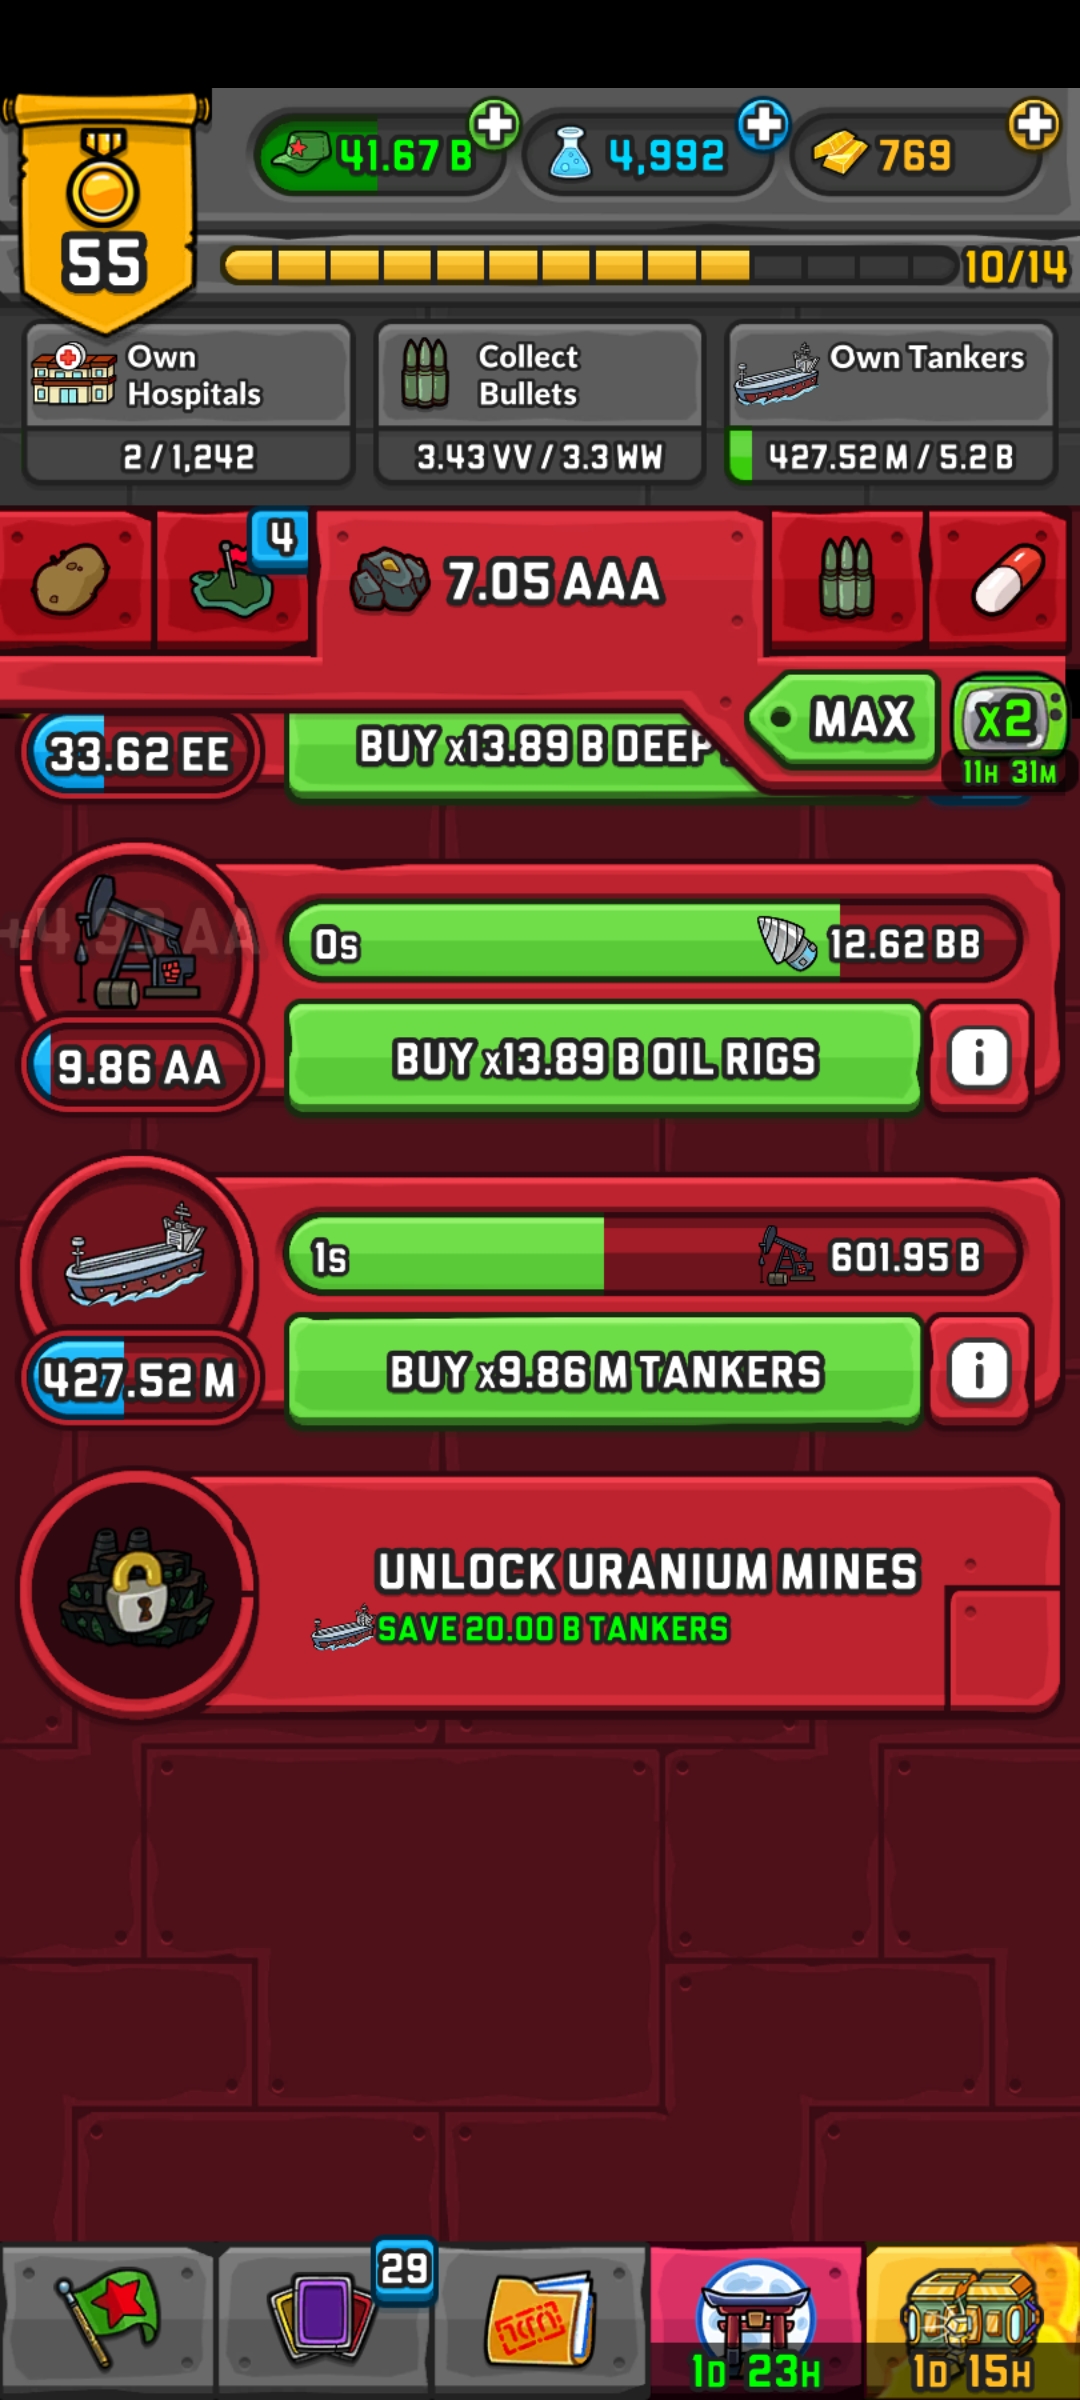 41.67 B
4,992
769
55
10/14
Own
Hospitals
2 / 1,242
Collect
Bullets
3.43 VV / 3.3 WW
Own Tankers
427.52 M / 5.2 B
4
7.05 AAA
MAX
x2
11H 31M
33.62 EE
BUY x13.89 B DEEP
0s
12.62 BB
9.86 AA
BUY x13.89 B OIL RIGS
i
1s
601.95 B
427.52 M
BUY x9.86 M TANKERS
i
UNLOCK URANIUM MINES
SAVE 20.00 B TANKERS
29
1D 23H
1D 15H